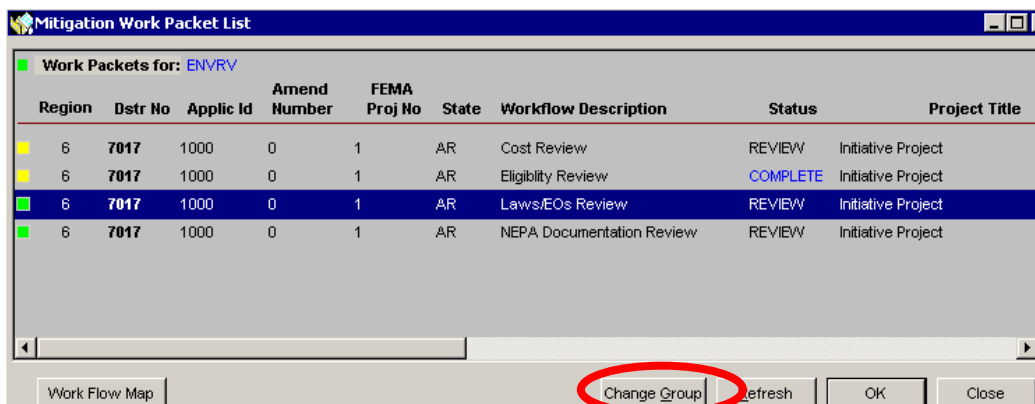 Mitigation Work Packet List
Work Packets for: ENVRV
Region Dstr No Applic Id Amend Number FEMA Proj No State Workflow Description Status Project Title
6 7017 1000 0 1 AR Cost Review REVIEW Initiative Project
6 7017 1000 0 1 AR Eligiblity Review COMPLETE Initiative Project
6 7017 1000 0 1 AR Laws/EOs Review REVIEW Initiative Project
6 7017 1000 0 1 AR NEPA Documentation Review REVIEW Initiative Project
Work Flow Map Change Group efresh OK Close